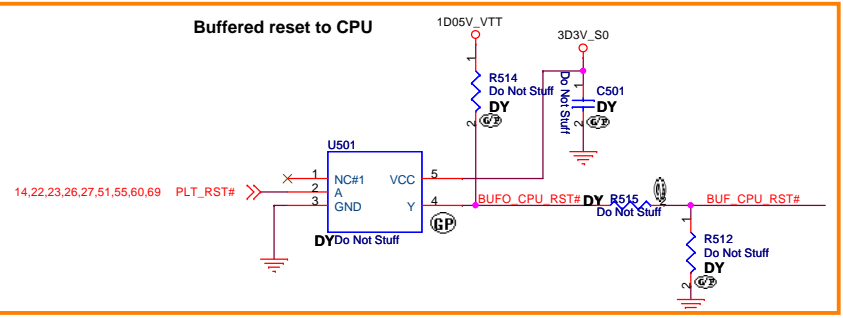 Buffered reset to CPU
1D05V_VTT
3D3V_S0
1
R514
Do Not Stuff
DY
2
G/P
1
C501
Do Not Stuff
DY
2
G/P
U501
1 NC#1 VCC 5
2 A
3 GND Y 4
14,22,23,26,27,51,55,60,69 PLT_RST#
GP
DY Do Not Stuff
BUFO_CPU_RST# DY R515 2 BUF_CPU_RST#
Do Not Stuff
1
R512
Do Not Stuff
DY
2
G/P